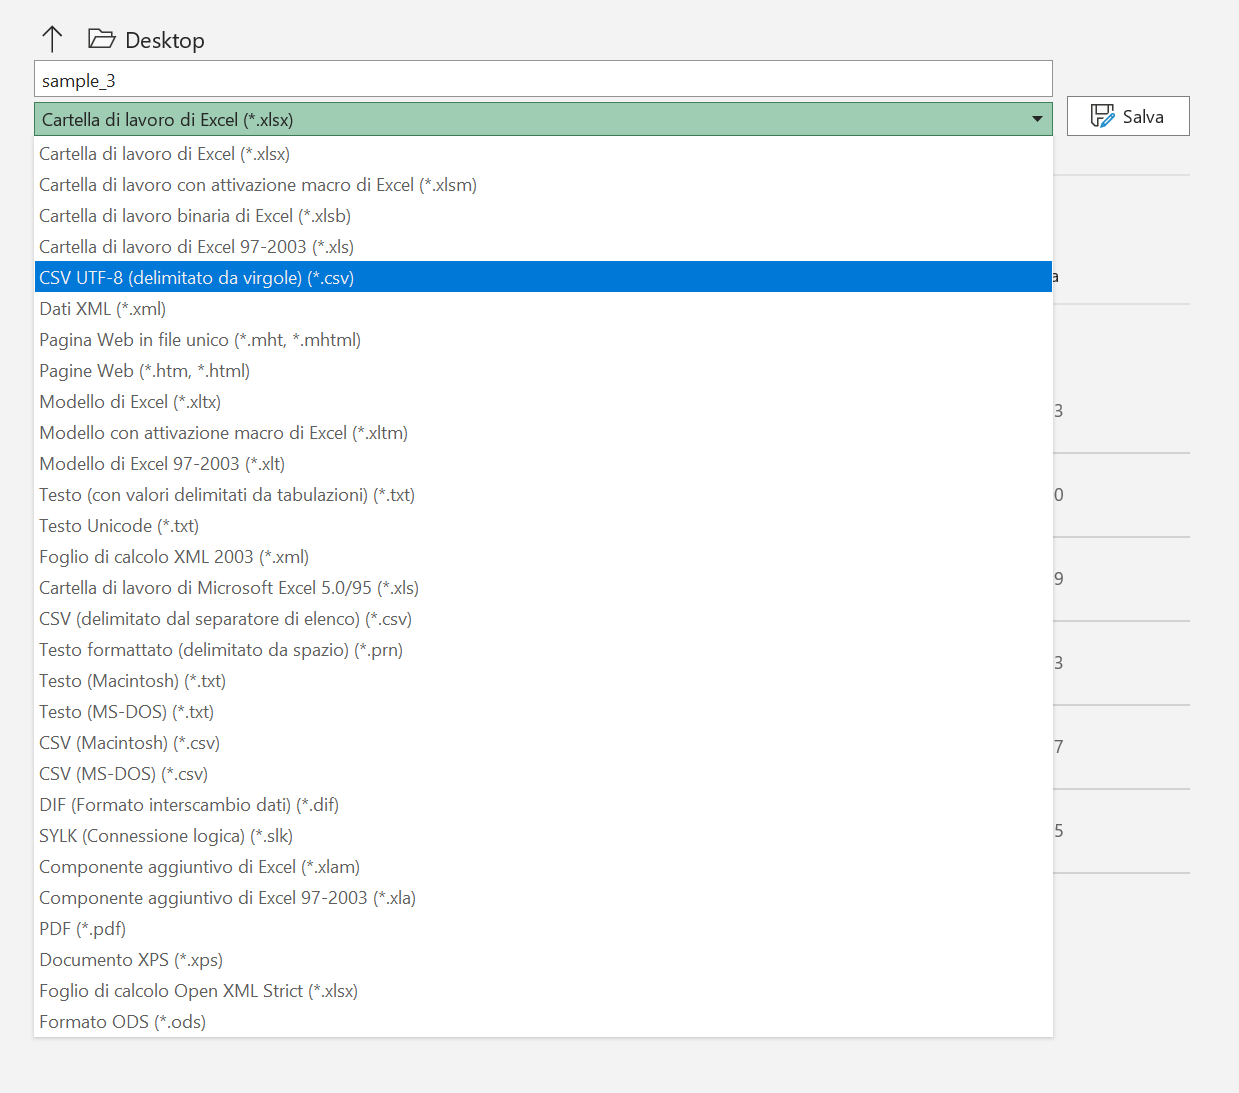 Desktop
sample_3
Cartella di lavoro di Excel (*.xlsx)
Salva
Cartella di lavoro di Excel (*.xlsx)
Cartella di lavoro con attivazione macro di Excel (*.xlsm)
Cartella di lavoro binaria di Excel (*.xlsb)
Cartella di lavoro di Excel 97-2003 (*.xls)
CSV UTF-8 (delimitato da virgole) (*.csv)
a
Dati XML (*.xml)
Pagina Web in file unico (*.mht, *.mhtml)
Pagine Web (*.htm, *.html)
Modello di Excel (*.xltx)
3
Modello con attivazione macro di Excel (*.xltm)
Modello di Excel 97-2003 (*.xlt)
Testo (con valori delimitati da tabulazioni) (*.txt)
0
Testo Unicode (*.txt)
Foglio di calcolo XML 2003 (*.xml)
9
Cartella di lavoro di Microsoft Excel 5.0/95 (*.xls)
CSV (delimitato dal separatore di elenco) (*.csv)
Testo formattato (delimitato da spazio) (*.prn)
3
Testo (Macintosh) (*.txt)
Testo (MS-DOS) (*.txt)
CSV (Macintosh) (*.csv)
7
CSV (MS-DOS) (*.csv)
DIF (Formato interscambio dati) (*.dif)
SYLK (Connessione logica) (*.slk)
5
Componente aggiuntivo di Excel (*.xlam)
Componente aggiuntivo di Excel 97-2003 (*.xla)
PDF (*.pdf)
Documento XPS (*.xps)
Foglio di calcolo Open XML Strict (*.xlsx)
Formato ODS (*.ods)